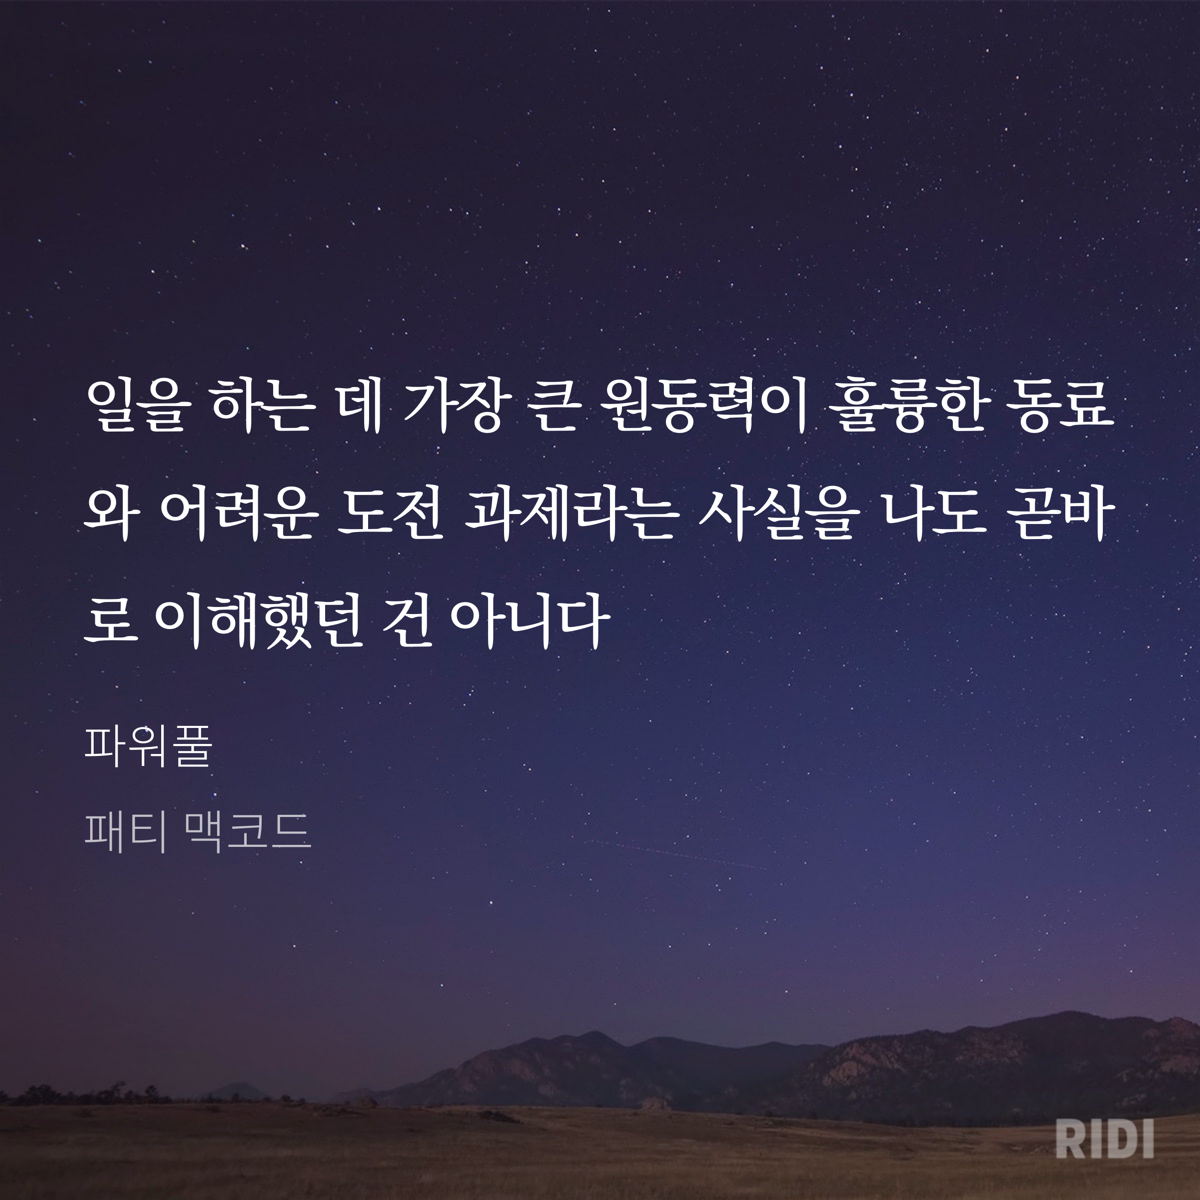 일을 하는 데 가장 큰 원동력이 훌륭한 동료
와 어려운 도전 과제라는 사실을 나도 곧바
로 이해했던 건 아니다
파워풀
패티 맥코드
RIDI